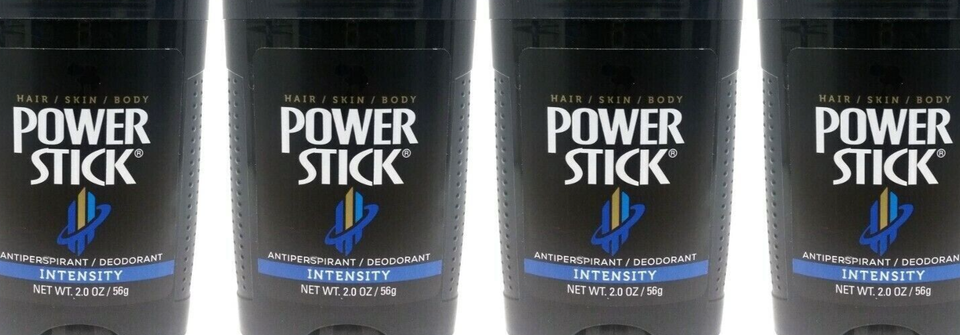 HAIR / SKIN / BODY
POWER
STICK®
ANTIPERSPIRANT / DEODORANT
INTENSITY
NET WT. 2.0 OZ / 56g
HAIR / SKIN / BODY
POWER
STICK®
ANTIPERSPIRANT / DEODORANT
INTENSITY
NET WT. 2.0 OZ / 56g
HAIR / SKIN / BODY
POWER
STICK®
ANTIPERSPIRANT / DEODORANT
INTENSITY
NET WT. 2.0 OZ / 56g
HAIR / SKIN / BODY
POWER
STICK®
ANTIPERSPIRANT / DEODORAN
INTENSITY
NET WT. 2.0 OZ / 56g